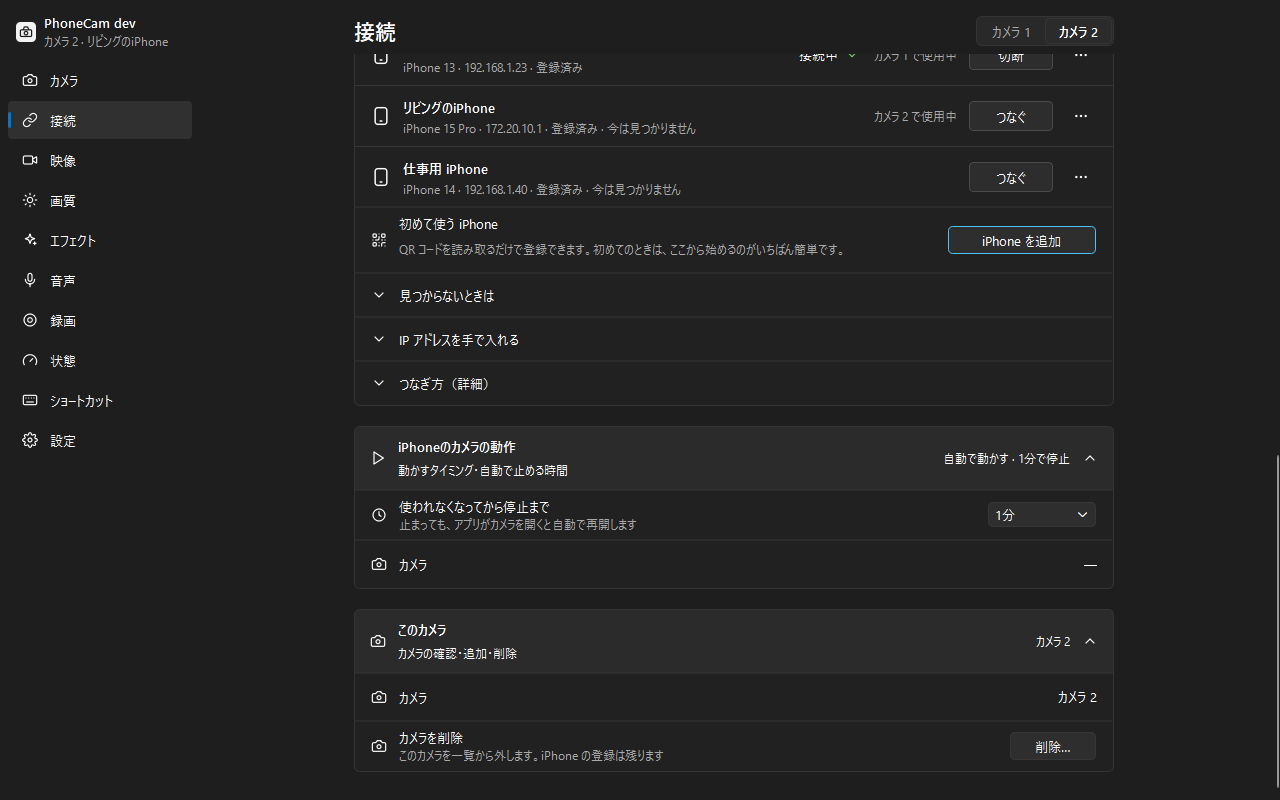 PhoneCam dev
カメラ 2 · リビングのiPhone
カメラ
接続
映像
画質
エフェクト
音声
録画
状態
ショートカット
設定
接続
カメラ 1
カメラ 2
iPhone 13 · 192.168.1.23 · 登録済み
接続中
カメラ 1 で使用中
切断
リビングのiPhone
iPhone 15 Pro · 172.20.10.1 · 登録済み · 今は見つかりません
カメラ 2 で使用中
つなぐ
仕事用 iPhone
iPhone 14 · 192.168.1.40 · 登録済み · 今は見つかりません
つなぐ
初めて使う iPhone
QR コードを読み取るだけで登録できます。初めてのときは、ここから始めるのがいちばん簡単です。
iPhone を追加
見つからないときは
IP アドレスを手で入れる
つなぎ方（詳細）
iPhoneのカメラの動作
動かすタイミング・自動で止める時間
自動で動かす · 1分で停止
使われなくなってから停止まで
止まっても、アプリがカメラを開くと自動で再開します
1分
カメラ
—
このカメラ
カメラの確認・追加・削除
カメラ 2
カメラ
カメラ 2
カメラを削除
このカメラを一覧から外します。iPhone の登録は残ります
削除...